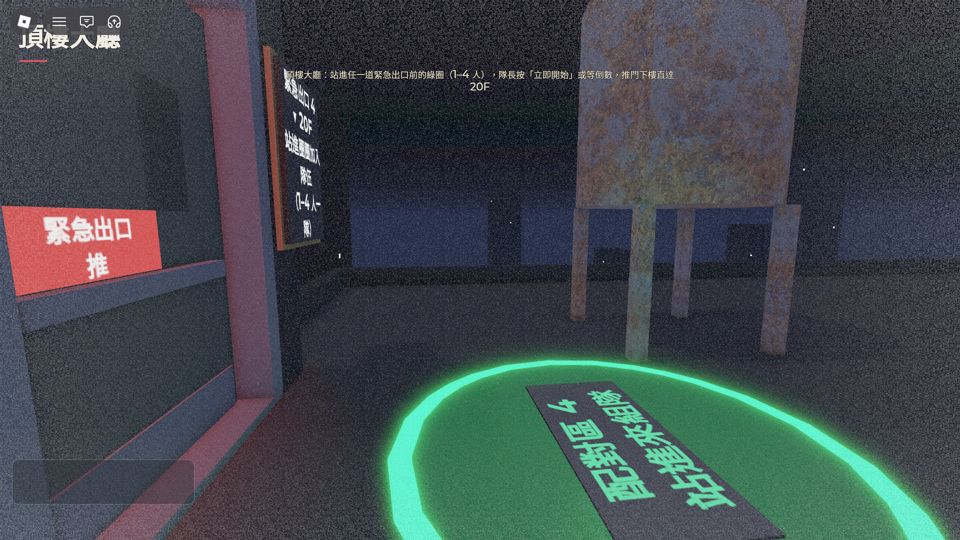 頂樓大廳
頂樓大廳：站進任一道緊急出口前的綠圈（1–4 人），隊長按「立即開始」或等倒數，推門下樓直達
20F
緊急出口 4
▼ 20F
站進圈圈加入
隊伍
（1–4 人一
隊）
緊急出口
推
配對區 4
站進來組隊